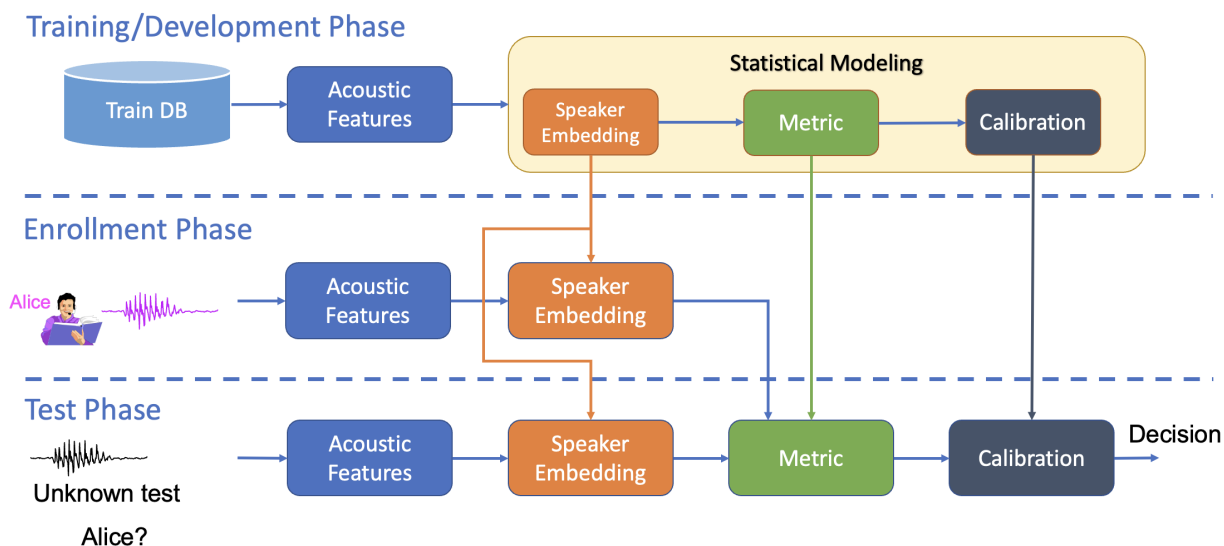 Training/Development Phase
Train DB
Acoustic
Features
Statistical Modeling
Speaker
Embedding
Metric
Calibration
Enrollment Phase
Alice
Acoustic
Features
Speaker
Embedding
Test Phase
Unknown test
Alice?
Acoustic
Features
Speaker
Embedding
Metric
Calibration
Decision